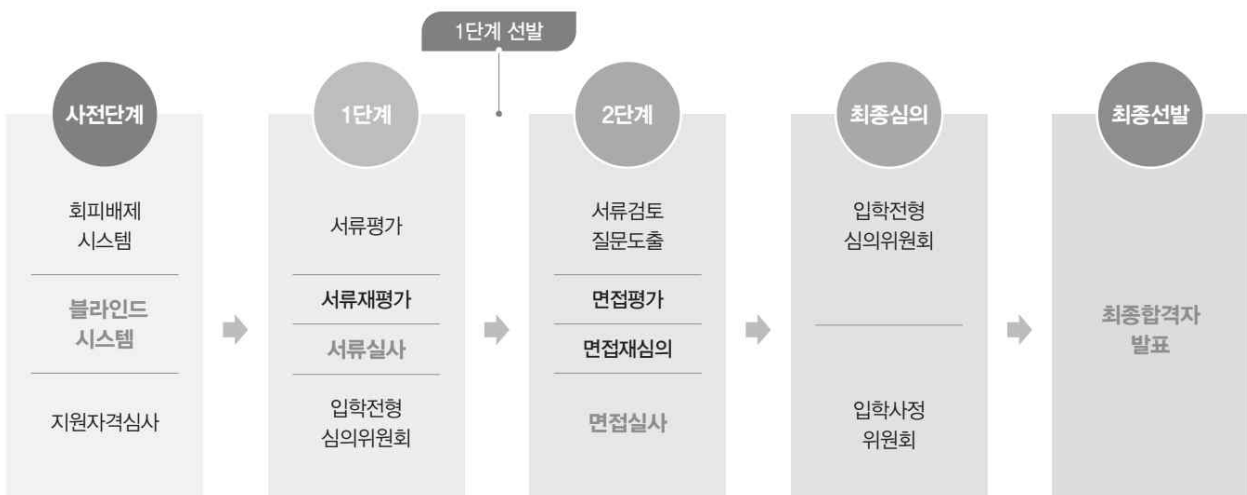 1단계 선발
사전단계
회피배제
시스템
블라인드
시스템
지원자격심사
1단계
서류평가
서류재평가
서류실사
입학전형
심의위원회
2단계
서류검토
질문도출
면접평가
면접재심의
면접실사
최종심의
입학전형
심의위원회
입학사정
위원회
최종선발
최종합격자
발표